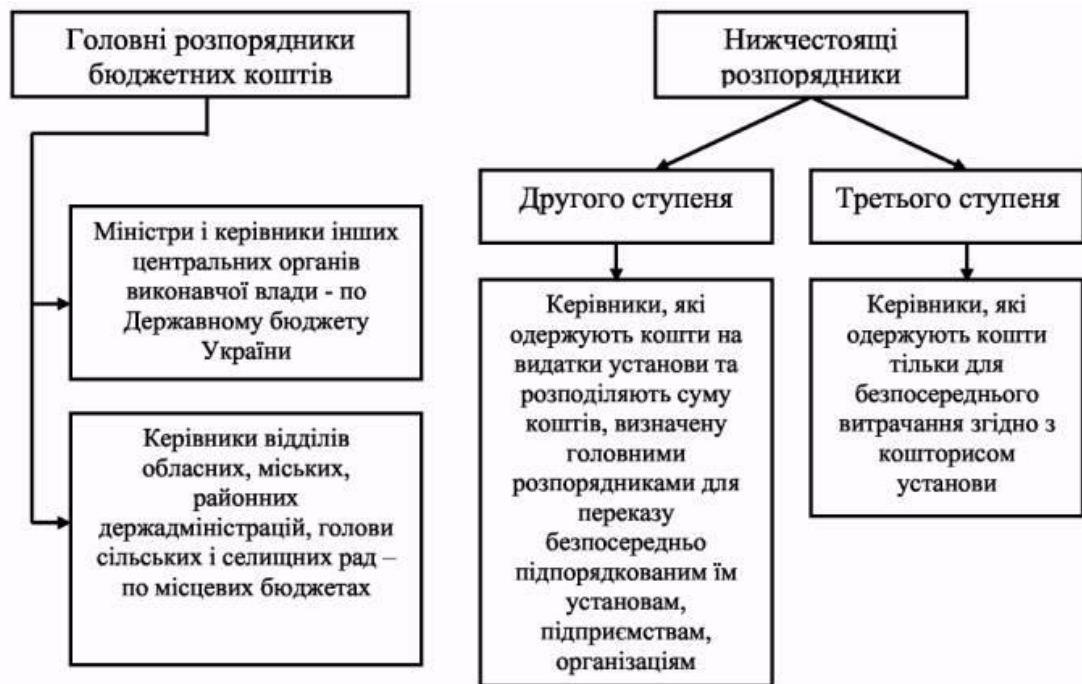 Головні розпорядники
бюджетних коштів
Міністри і керівники інших
центральних органів
виконавчої влади - по
Державному бюджету
України
Керівники відділів
обласних, міських,
районних
держадміністрацій, голови
сільських і селищних рад –
по місцевих бюджетах
Нижчестоящі
розпорядники
Другого ступеня
Керівники, які
одержують кошти на
видатки установи та
розподіляють суму
коштів, визначену
головними
розпорядниками для
переказу
безпосередньо
підпорядкованим їм
установам,
підприємствам,
організаціям
Третього ступеня
Керівники, які
одержують кошти
тільки для
безпосереднього
витрачання згідно з
кошторисом
установи